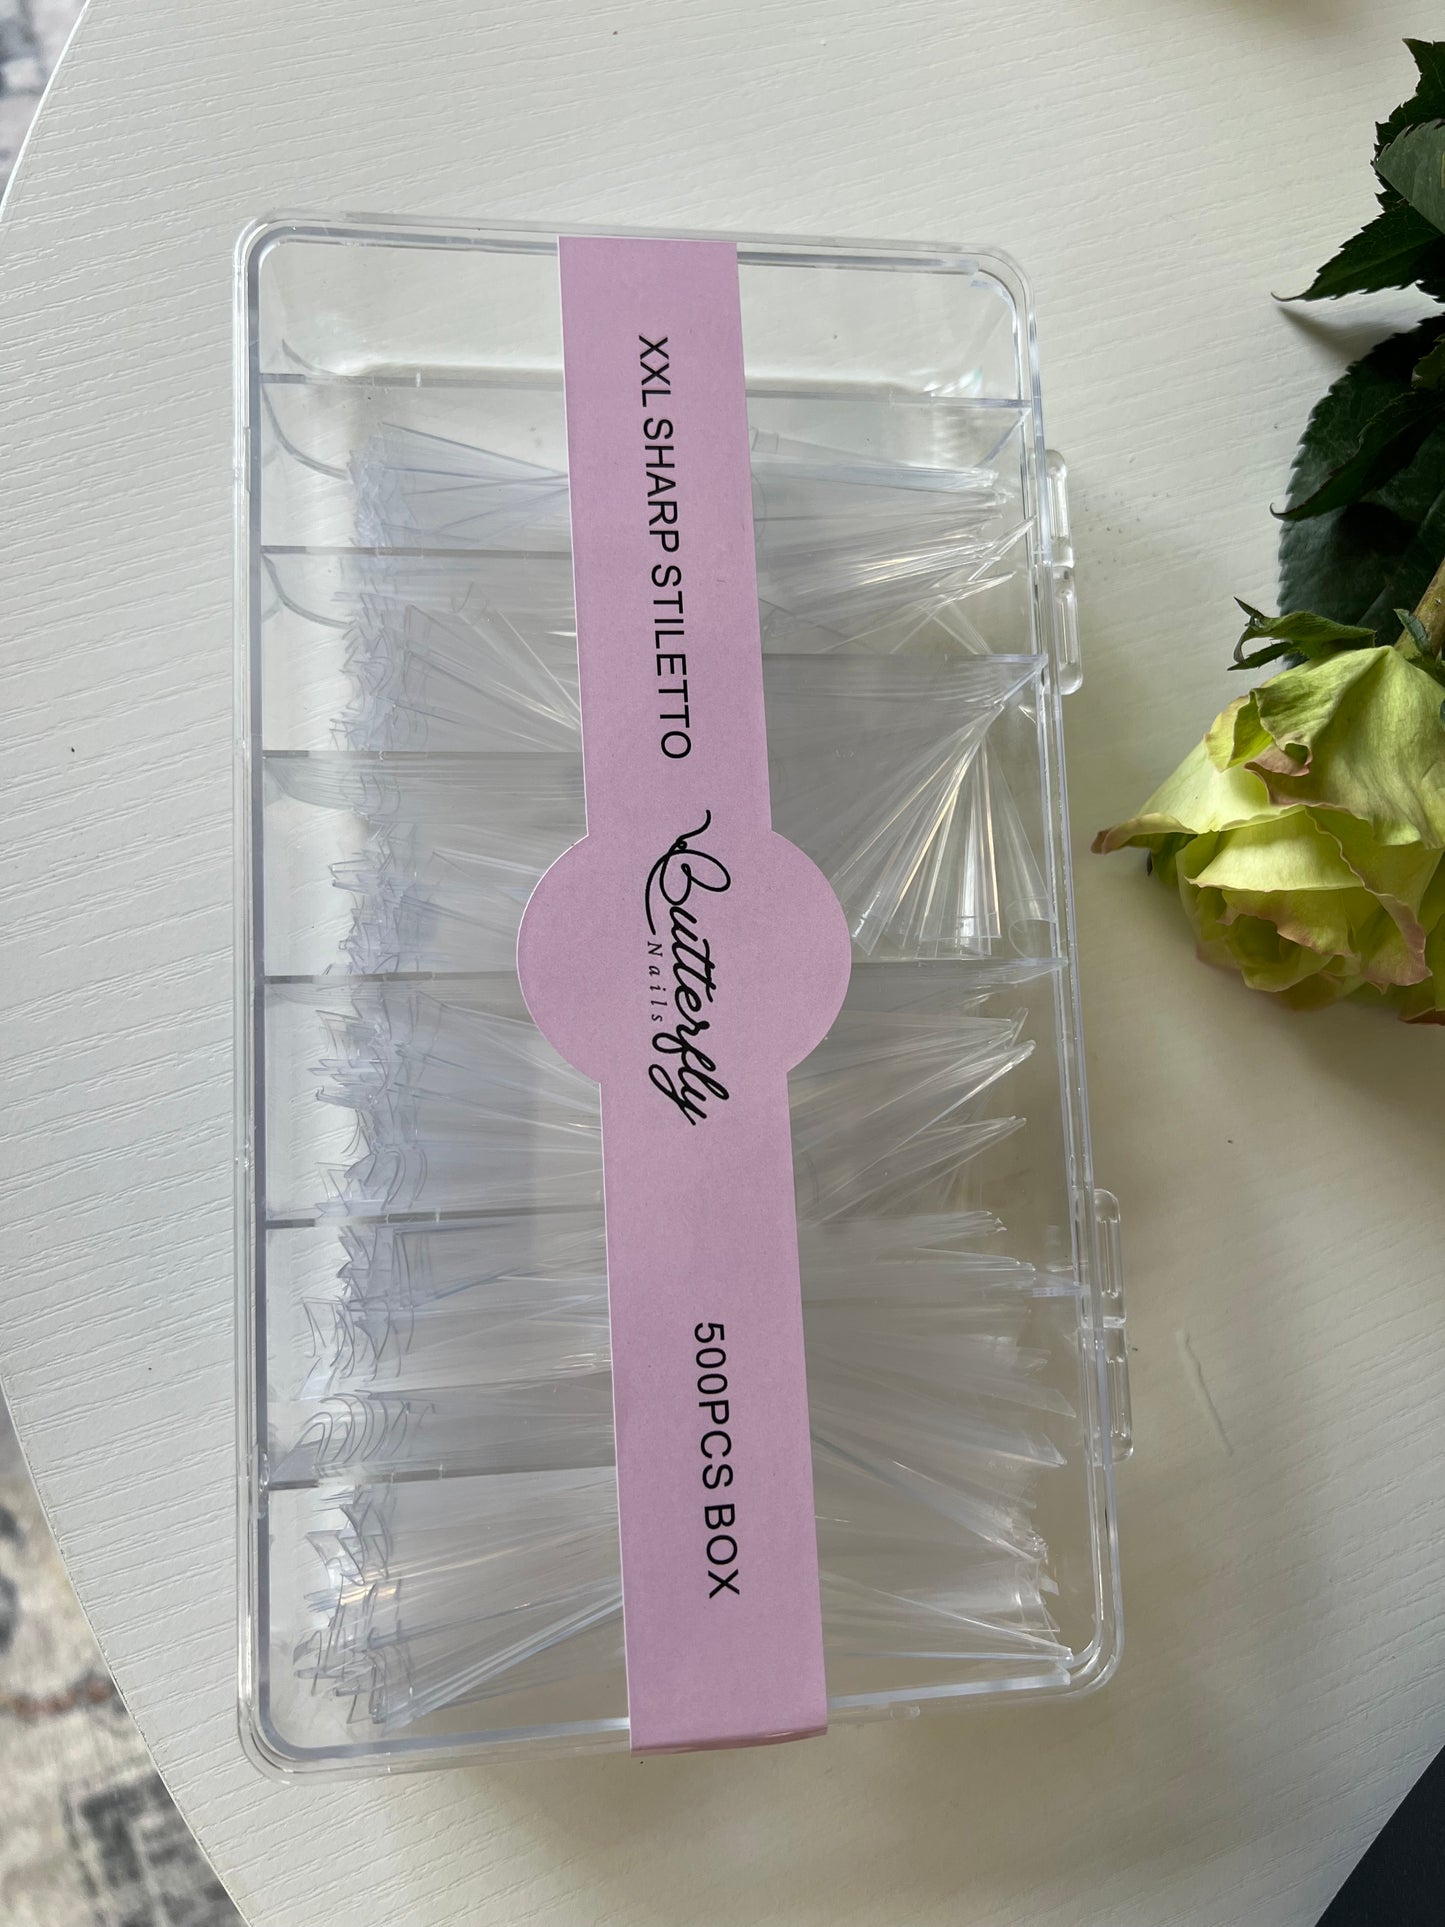 XXL SHARP STILETTO
Butterfly
Nails
500PCS BOX